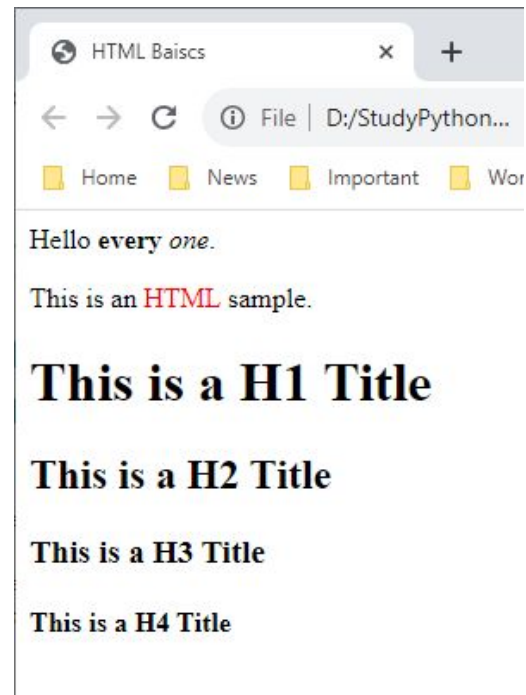 HTML Baiscs
File | D:/StudyPython...
Home News Important Wor
Hello every one.
This is an HTML sample.
This is a H1 Title
This is a H2 Title
This is a H3 Title
This is a H4 Title